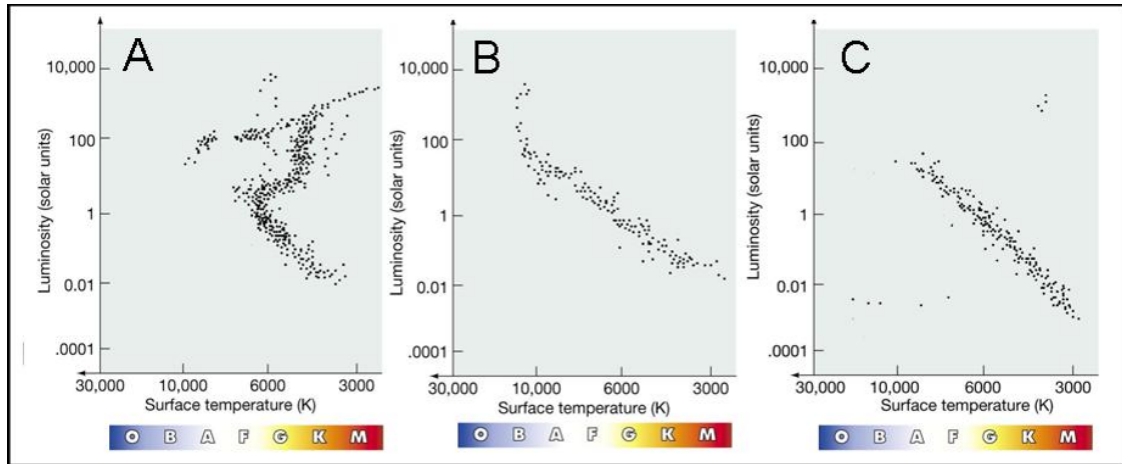 A
Luminosity (solar units)
10,000
100
1
0.01
.0001
30,000 10,000 6000 3000
Surface temperature (K)
O B A F G K M
B
Luminosity (solar units)
10,000
100
1
0.01
.0001
30,000 10,000 6000 3000
Surface temperature (K)
O B A F G K M
C
Luminosity (solar units)
10,000
100
1
0.01
.0001
30,000 10,000 6000 3000
Surface temperature (K)
O B A F G K M